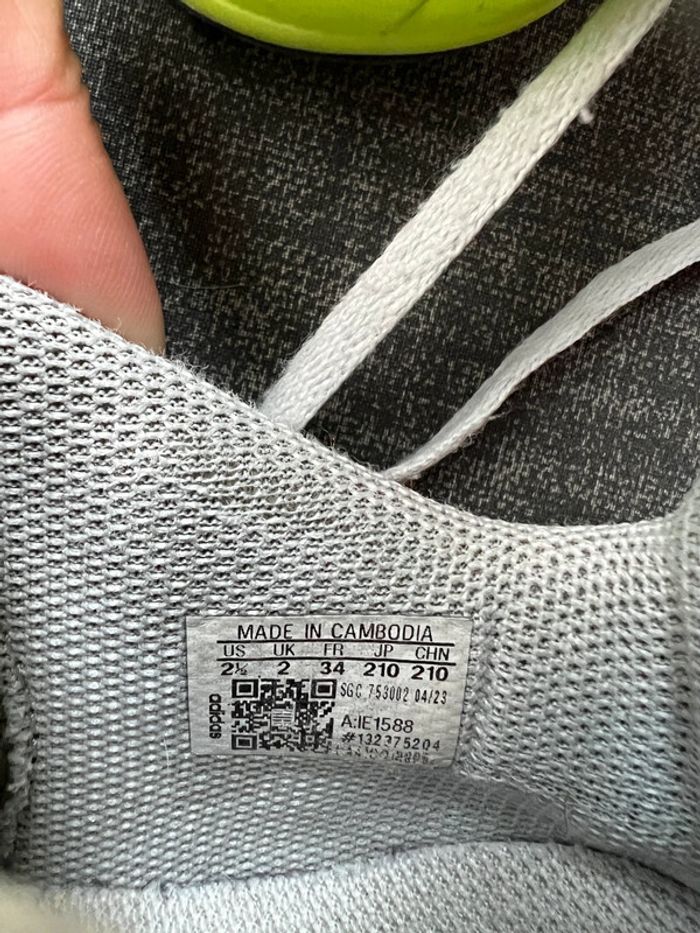 MADE IN CAMBODIA
US UK FR JP CHN
2½ 2 34 210 210
SGC 753002 04/23
A:IE1588
#132375204
adidas